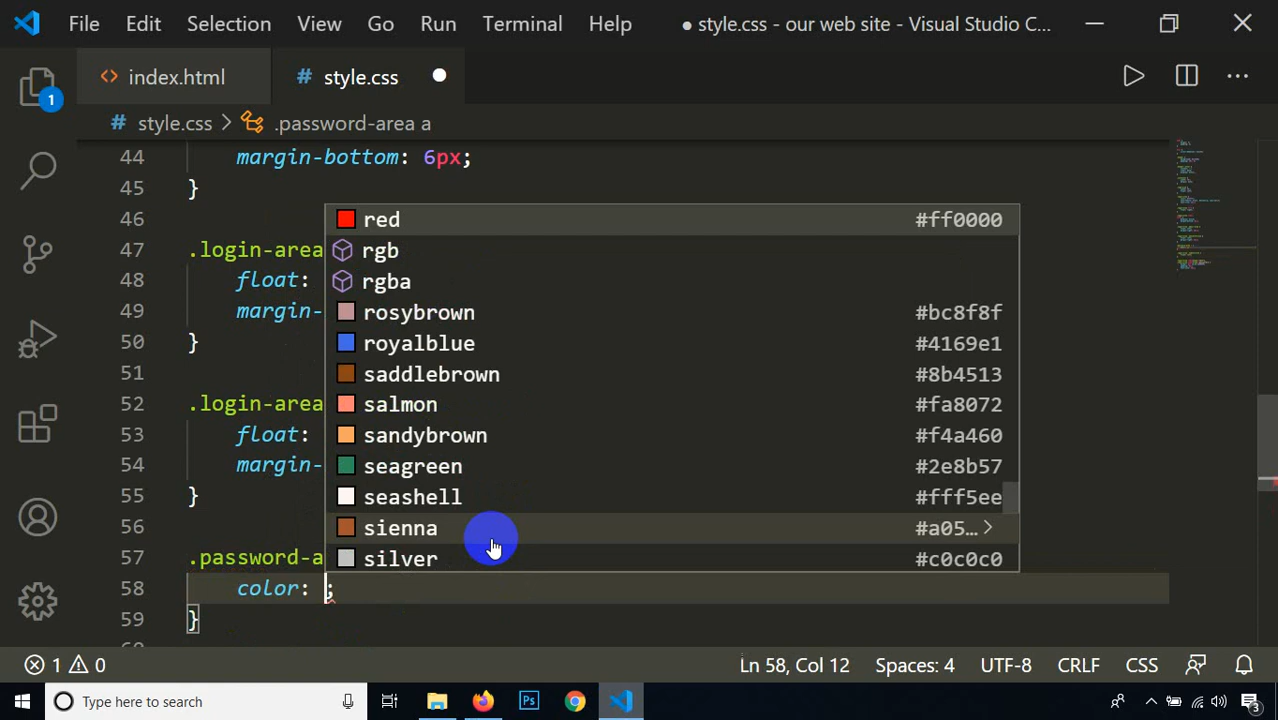 File Edit Selection View Go Run Terminal Help ● style.css - our web site - Visual Studio C...
<> index.html # style.css ●
# style.css > .password-area a
44 margin-bottom: 6px;
45 }
46
red #ff0000
47 .login-area
rgb
48 float:
rgba
49 margin-
rosybrown #bc8f8f
50 }
royalblue #4169e1
51
saddlebrown #8b4513
52 .login-area
salmon #fa8072
53 float:
sandybrown #f4a460
54 margin-
seagreen #2e8b57
55 }
seashell #fff5ee
56
sienna #a05... >
57 .password-a
silver #c0c0c0
58 color: ;
59 }
1
1 0 Ln 58, Col 12 Spaces: 4 UTF-8 CRLF CSS
Type here to search Ps 3